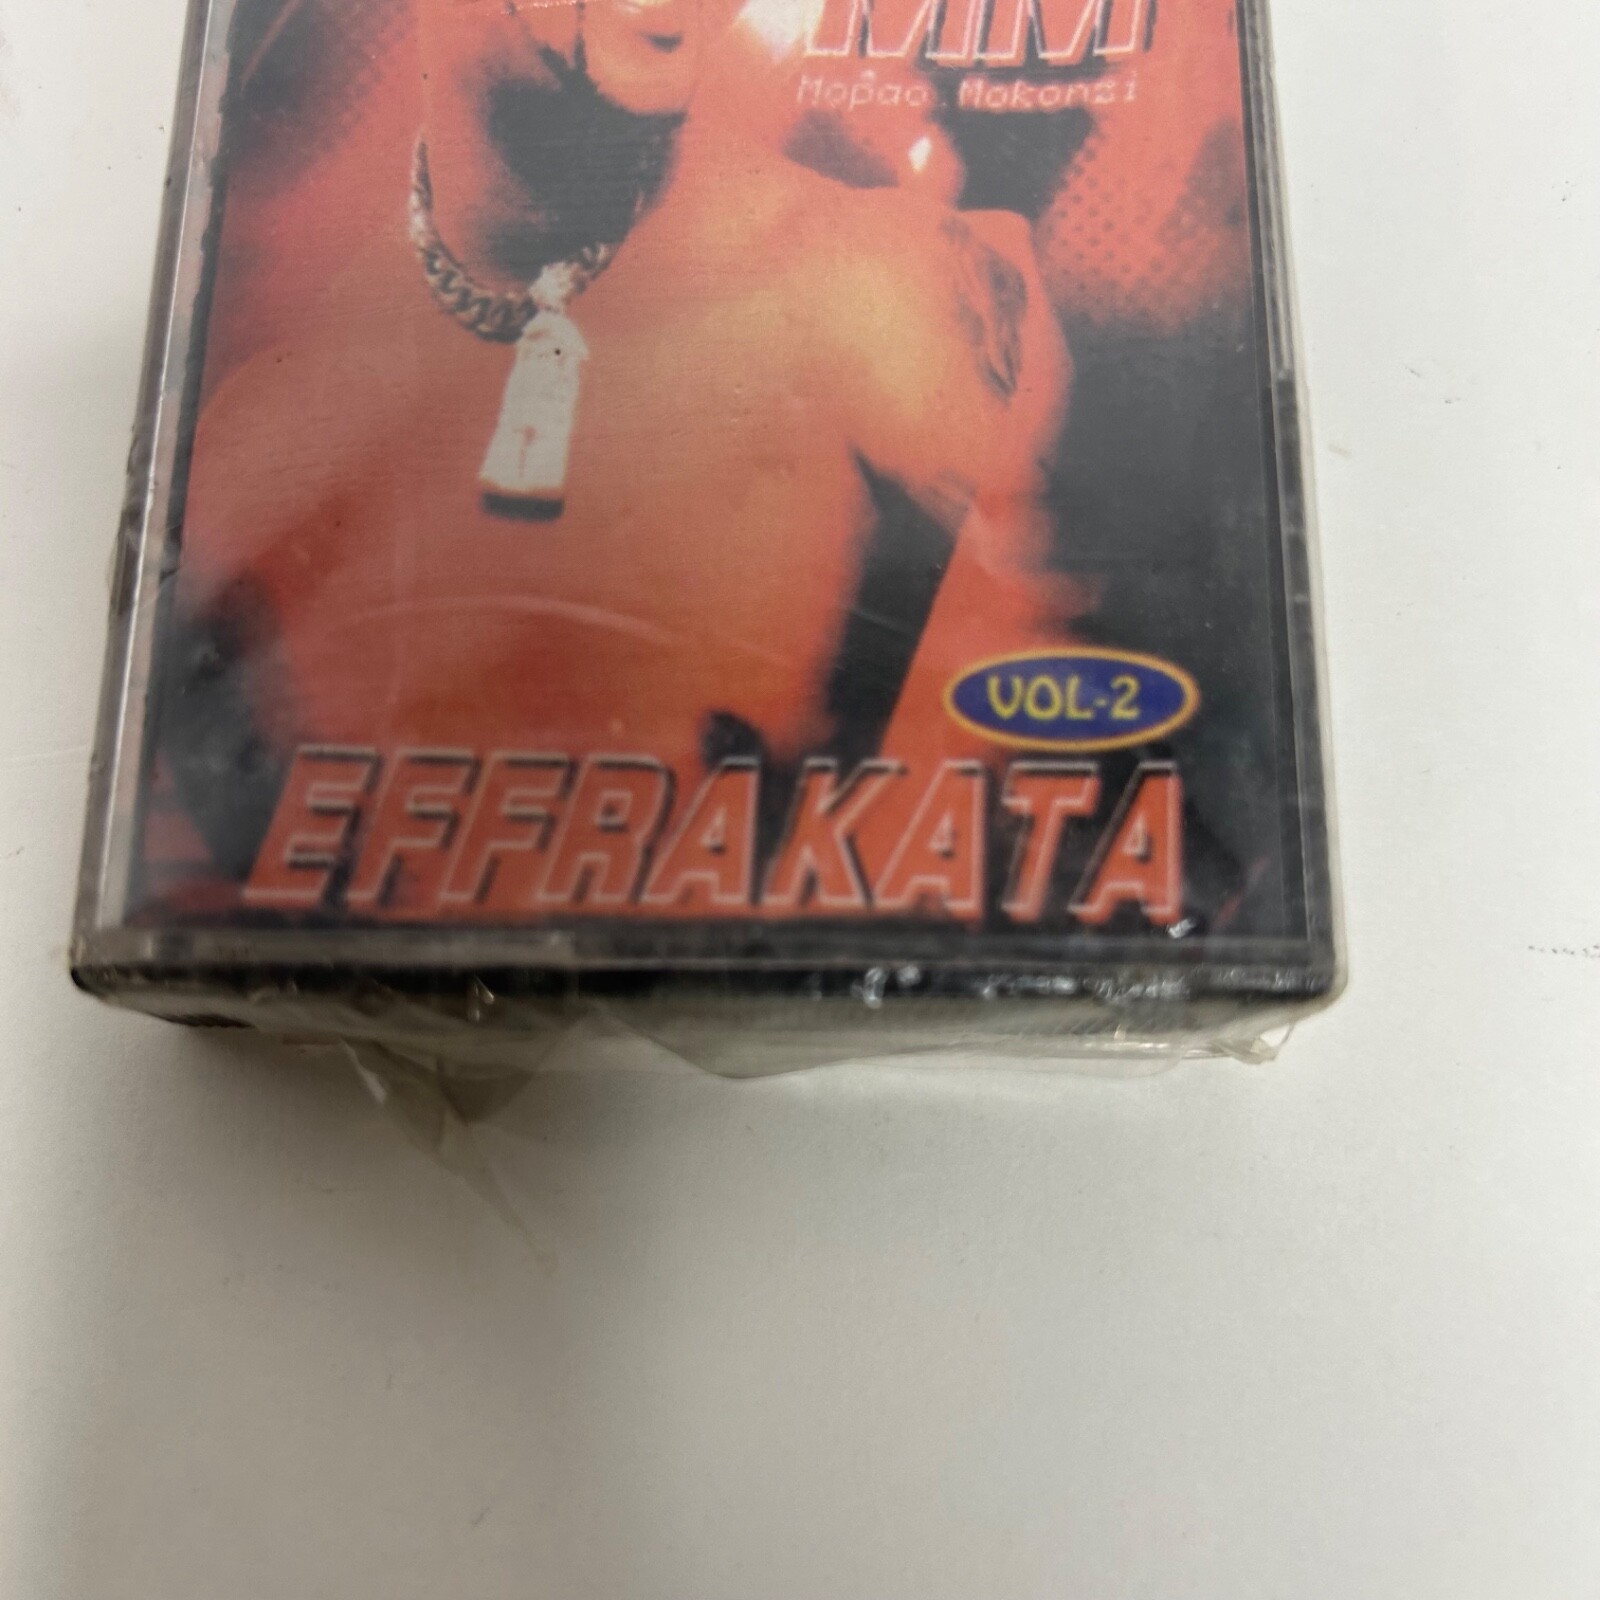 MM
Mopao Mokonzi
VOL-2
EFFRAKATA